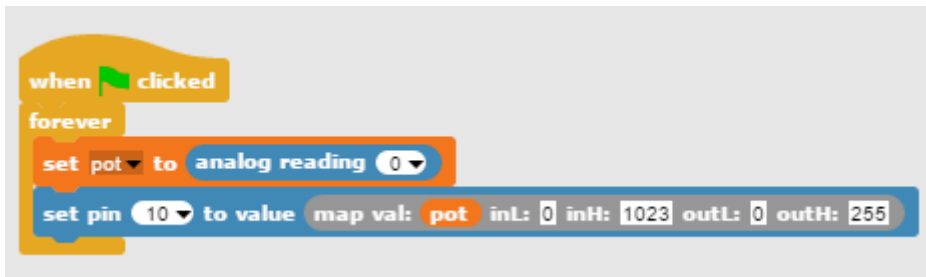 when clicked
forever
set pot to analog reading 0
set pin 10 to value map val: pot inL: 0 inH: 1023 outL: 0 outH: 255